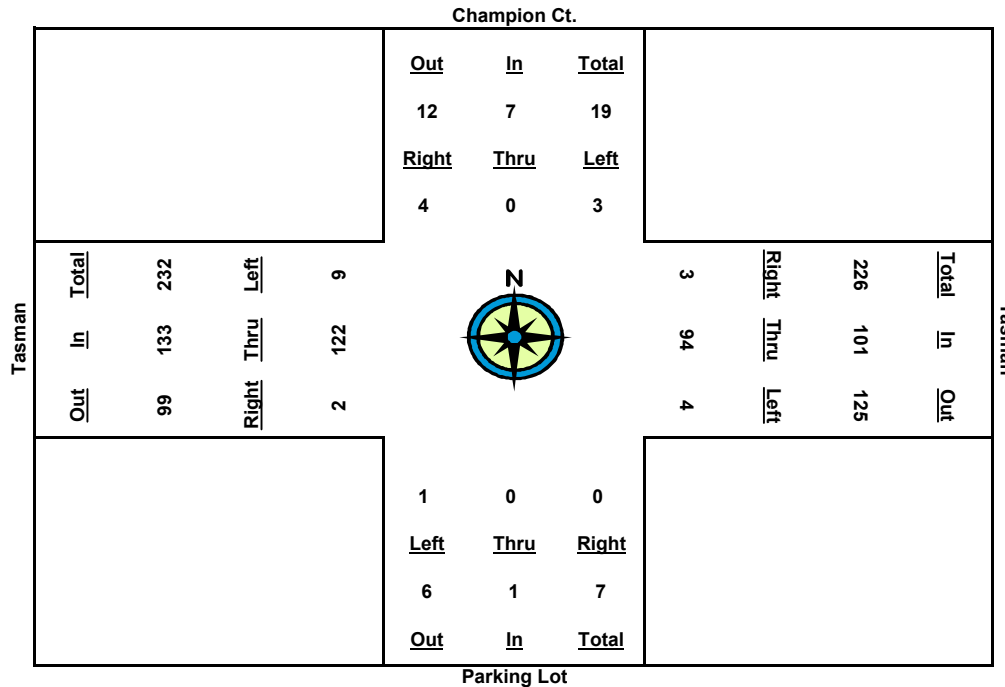 Champion Ct.
Out In Total
12 7 19
Right Thru Left
4 0 3
Tasman
Total 232 Left 9
In 133 Thru 122
Out 99 Right 2
N
3 Right 226 Total
94 Thru 101 In
4 Left 125 Out
Tasman
1 0 0
Left Thru Right
6 1 7
Out In Total
Parking Lot